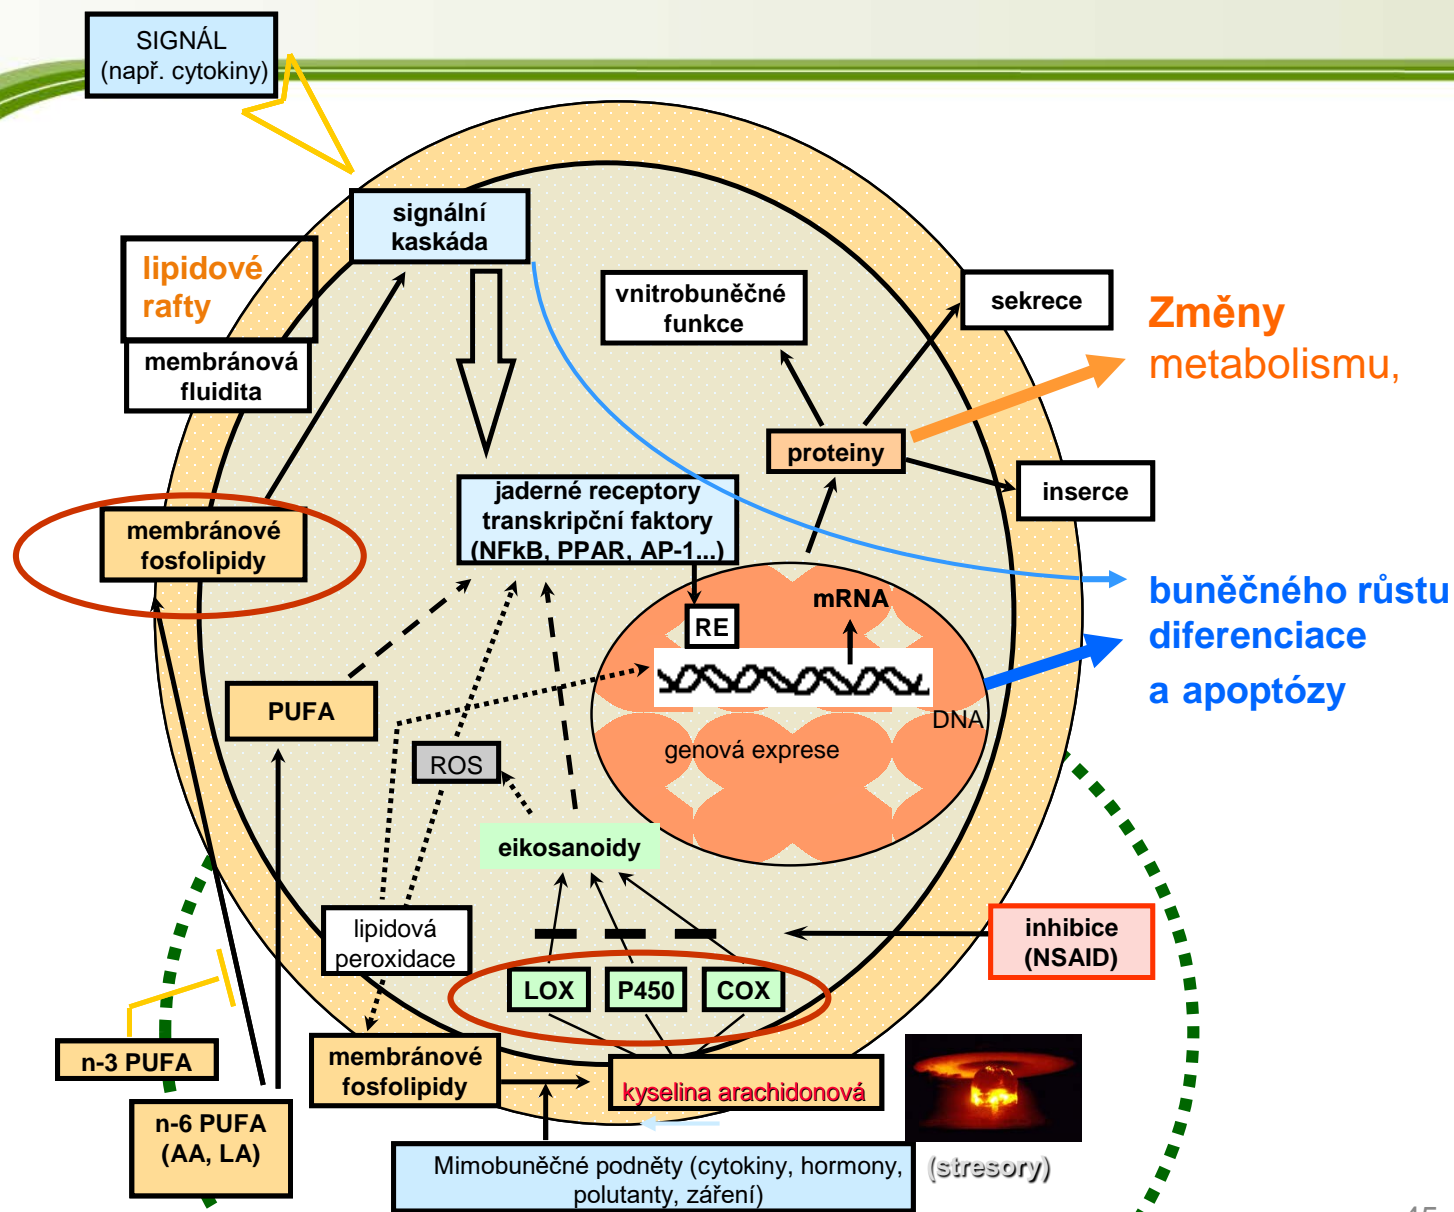 SIGNÁL
(např. cytokiny)
signální
kaskáda
lipidové
rafty
membránová
fluidita
vnitrobuněčné
funkce
sekrece
Změny
metabolismu,
proteiny
inserce
jaderné receptory
transkripční faktory
(NFkB, PPAR, AP-1...)
membránové
fosfolipidy
mRNA
RE
buněčného růstu
diferenciace
a apoptózy
PUFA
DNA
genová exprese
ROS
eikosanoidy
lipidová
peroxidace
inhibice
(NSAID)
LOX
P450
COX
n-3 PUFA
membránové
fosfolipidy
kyselina arachidonová
n-6 PUFA
(AA, LA)
Mimobuněčné podněty (cytokiny, hormony,
polutanty, záření)
(stresory)